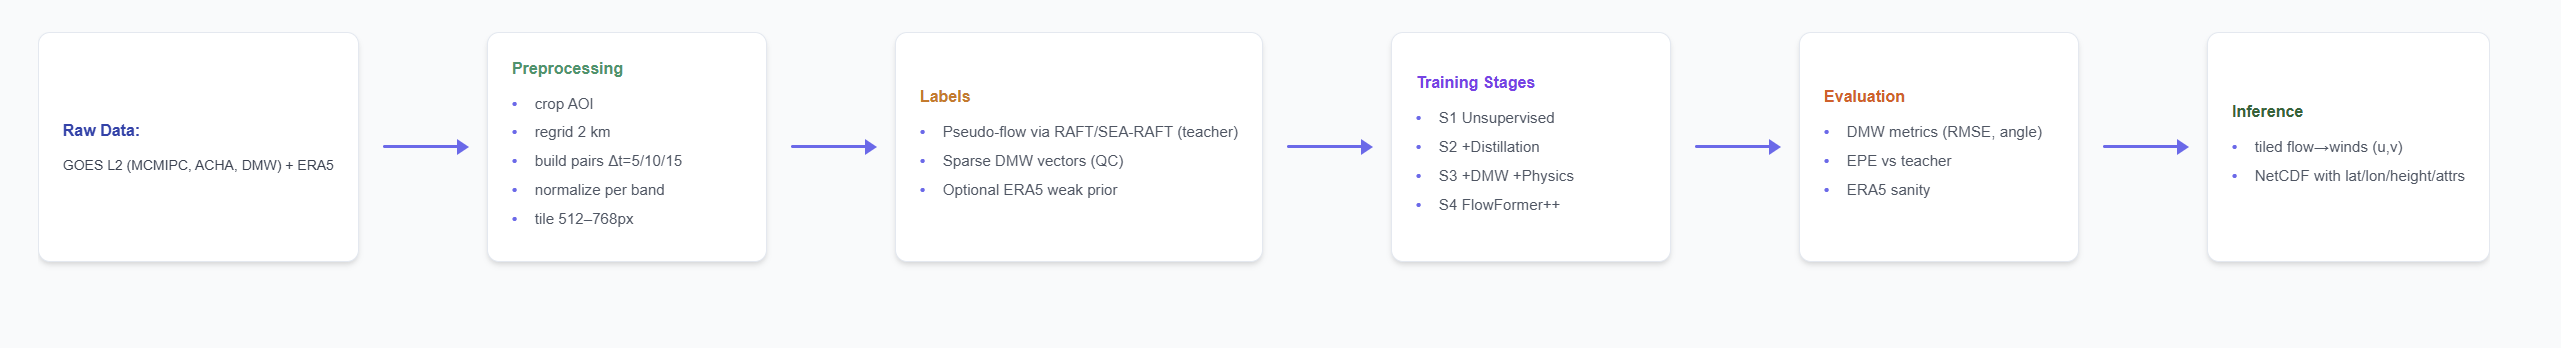 Raw Data:
GOES L2 (MCMIPC, ACHA, DMW) + ERA5
Preprocessing
• crop AOI
• regrid 2 km
• build pairs Δt=5/10/15
• normalize per band
• tile 512–768px
Labels
• Pseudo-flow via RAFT/SEA-RAFT (teacher)
• Sparse DMW vectors (QC)
• Optional ERA5 weak prior
Training Stages
• S1 Unsupervised
• S2 +Distillation
• S3 +DMW +Physics
• S4 FlowFormer++
Evaluation
• DMW metrics (RMSE, angle)
• EPE vs teacher
• ERA5 sanity
Inference
• tiled flow→winds (u,v)
• NetCDF with lat/lon/height/attrs